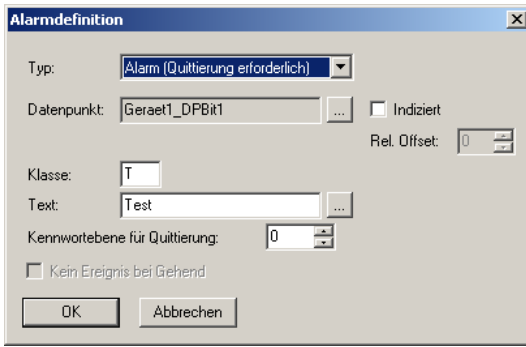 Alarmdefinition
Typ: Alarm (Quittierung erforderlich)
Datenpunkt: Geraet1_DPBit1 ... Indiziert
Rel. Offset: 0
Klasse: T
Text: Test ...
Kennwortebene für Quittierung: 0
Kein Ereignis bei Gehend
OK Abbrechen